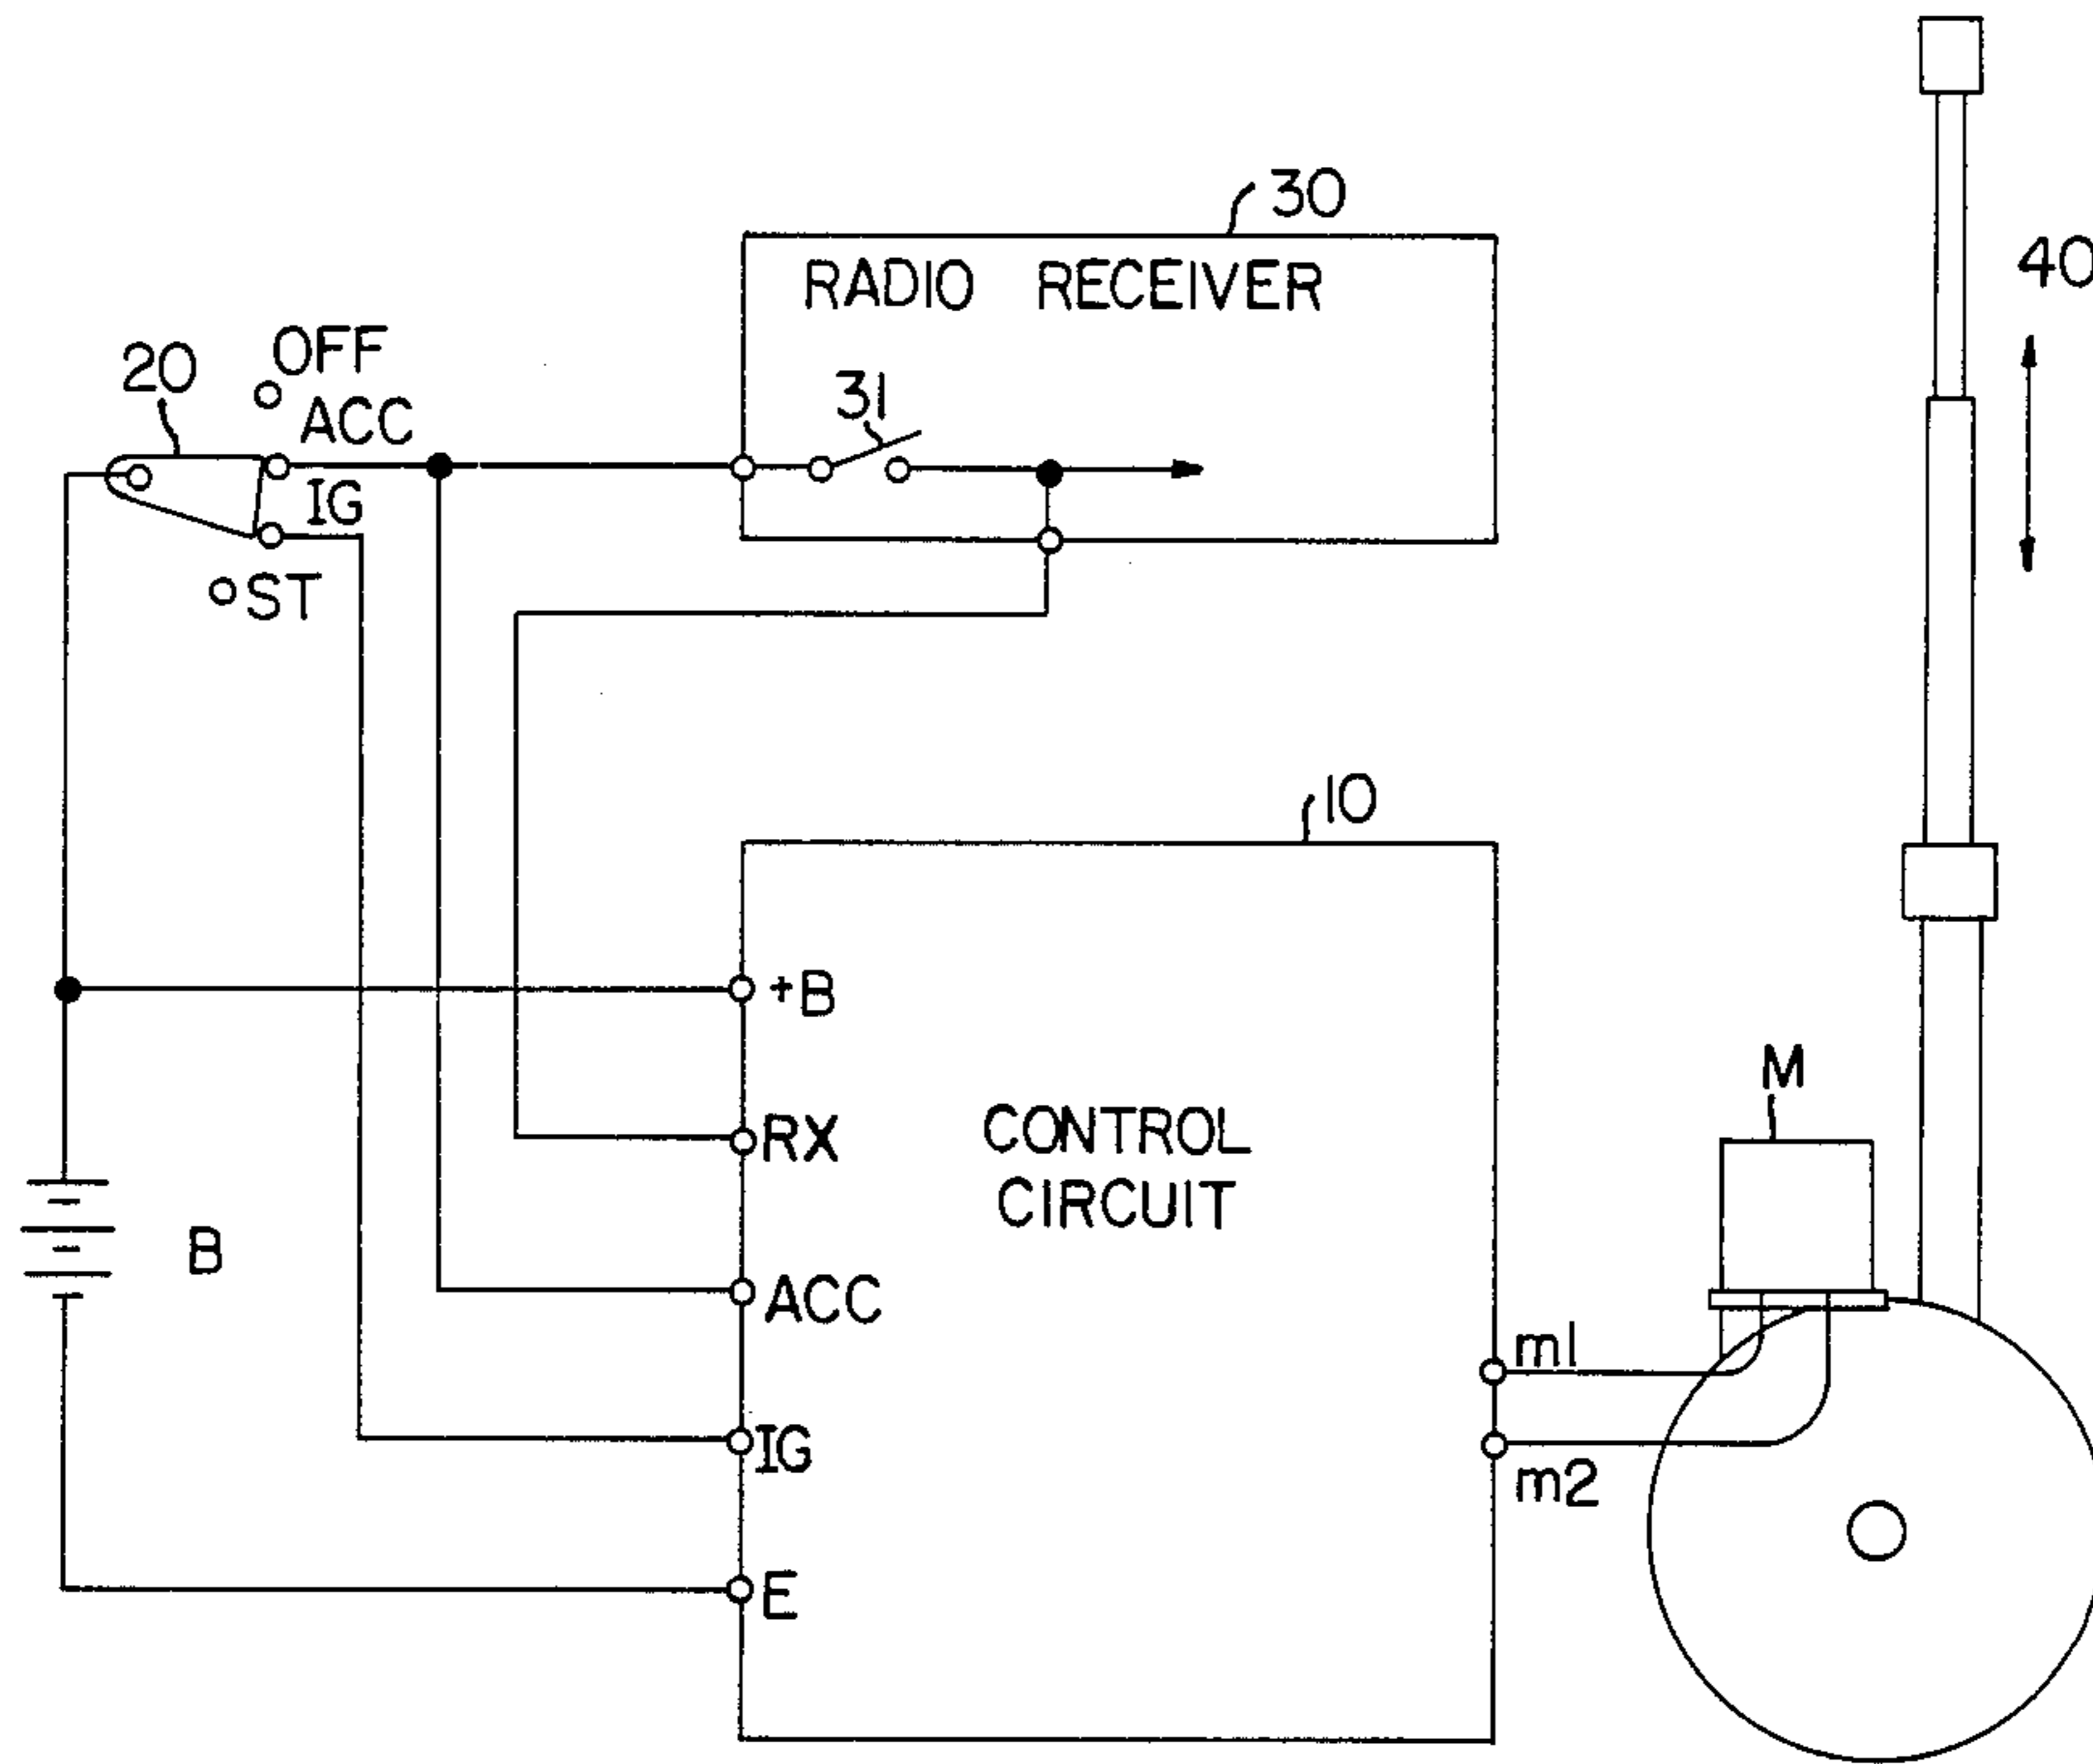 30
RADIO RECEIVER
40
20
OFF
ACC
31
IG
ST
10
+B
M
RX
CONTROL
CIRCUIT
B
ACC
m1
IG
m2
E